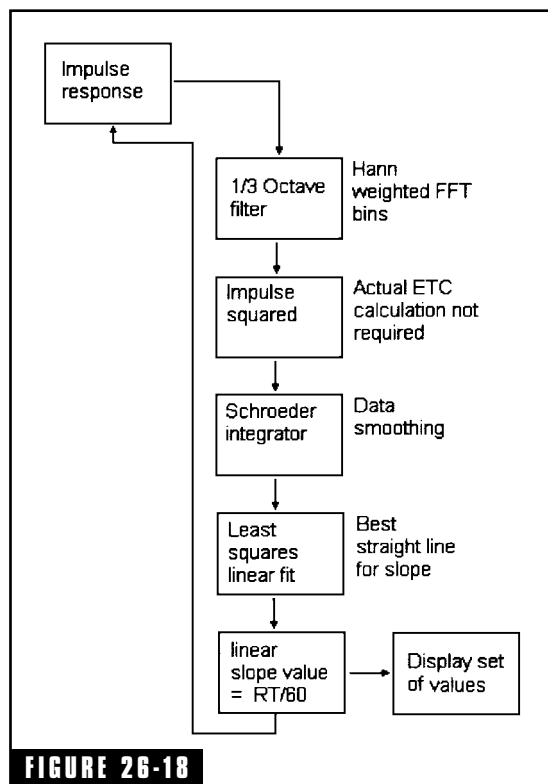 Impulse
response
1/3 Octave
filter
Hann
weighted FFT
bins
Impulse
squared
Actual ETC
calculation not
required
Schroeder
integrator
Data
smoothing
Least
squares
linear fit
Best
straight line
for slope
linear
slope value
= RT/60
Display set
of values
FIGURE 26-18